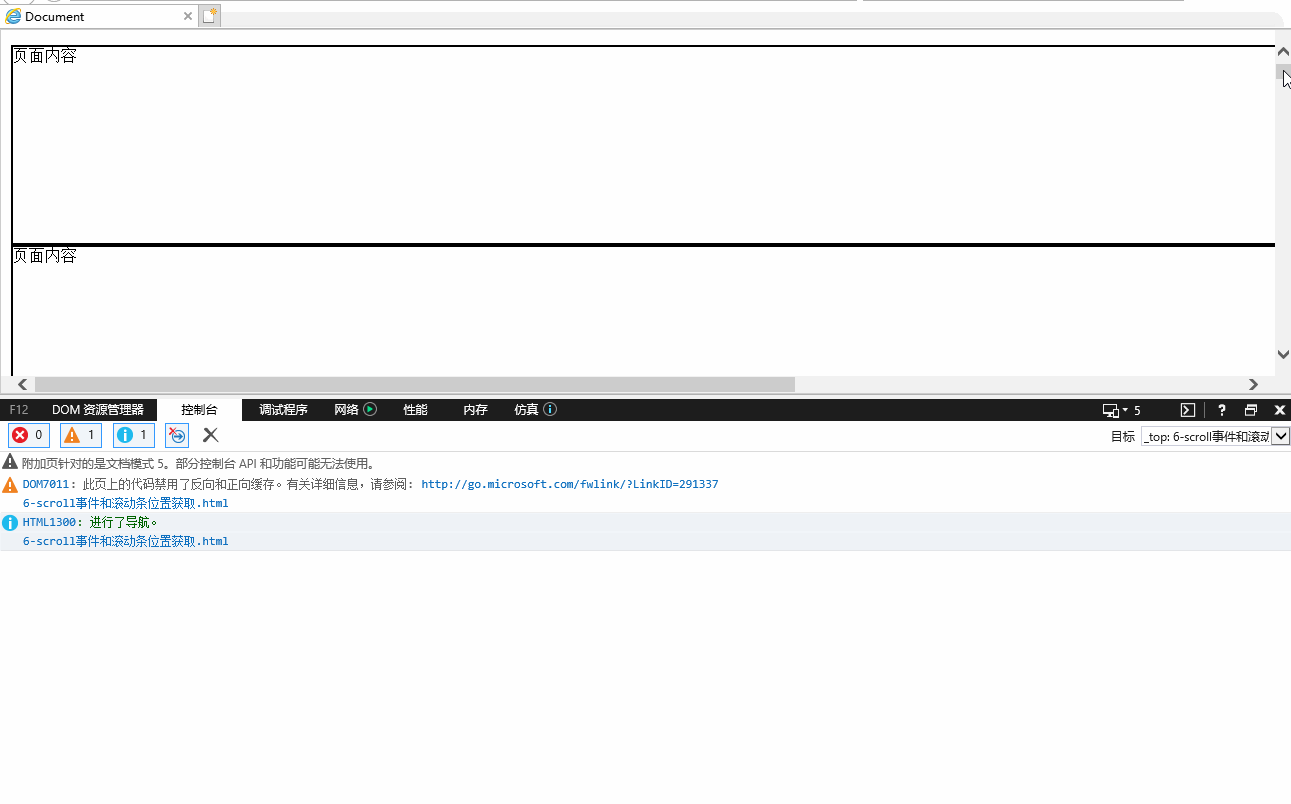 Document
页面内容
页面内容
F12 DOM 资源管理器 控制台 调试程序 网络 性能 内存 仿真 5 ?
0 1 1 目标 _top: 6-scroll事件和滚动
附加页针对的是文档模式 5。部分控制台 API 和功能可能无法使用。
DOM7011: 此页上的代码禁用了反向和正向缓存。有关详细信息，请参阅: http://go.microsoft.com/fwlink/?LinkID=291337
6-scroll事件和滚动条位置获取.html
HTML1300: 进行了导航。
6-scroll事件和滚动条位置获取.html